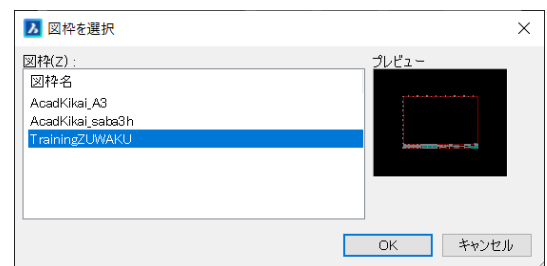 図枠を選択
図枠(Z) :
プレビュー
図枠名
AcadKikai_A3
AcadKikai_saba3h
TrainingZUWAKU
OK
キャンセル